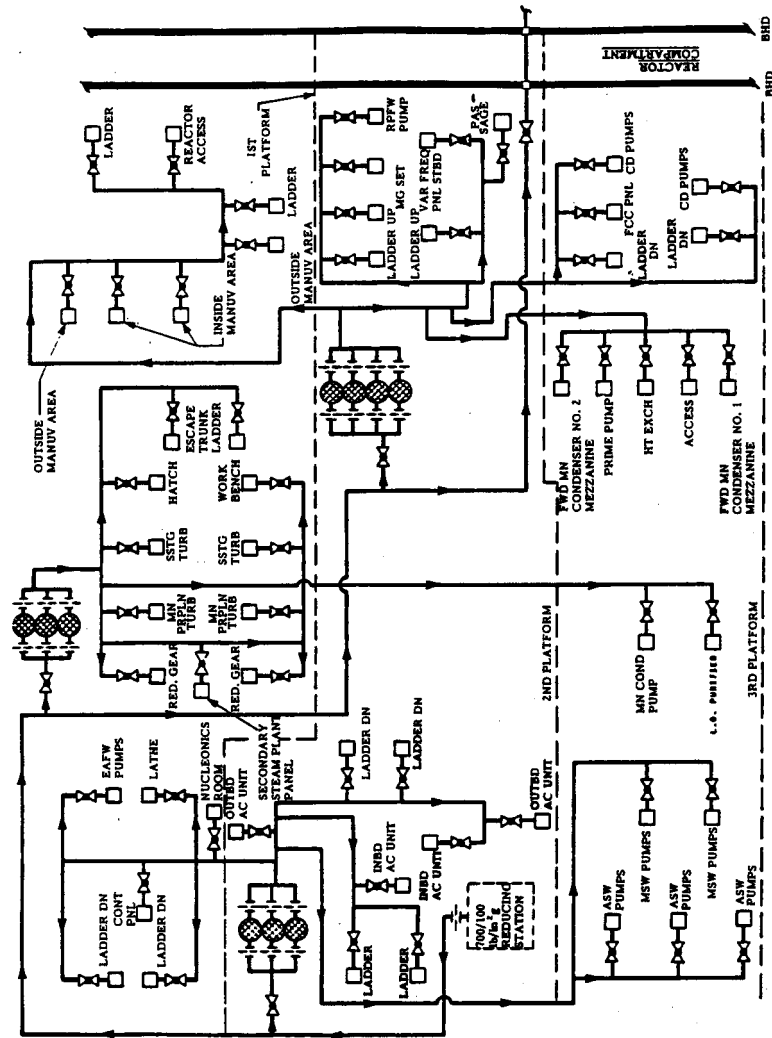 BHD
REACTOR
COMPARTMENT
BHD
LADDER
REACTOR
ACCESS
1ST
PLATFORM
LADDER
OUTSIDE
MANUV AREA
INSIDE
MANUV AREA
OUTSIDE
MANUV AREA
RPFW
PUMP
MG SET
LADDER UP
LADDER UP
VAR FREQ
PNL STBD
PAS-
SAGE
CD PUMPS
FCC PNL
LADDER
DN
CD PUMPS
LADDER
DN
ESCAPE
TRUNK
LADDER
HATCH
WORK
BENCH
SSTG
TURB
SSTG
TURB
MN
PRPLN
TURB
MN
PRPLN
TURB
RED. GEAR
RED. GEAR
FWD MN
CONDENSER NO. 2
MEZZANINE
PRIME PUMP
HT EXCH
ACCESS
FWD MN
CONDENSER NO. 1
MEZZANINE
2ND PLATFORM
MN COND
PUMP
L.O. PURIFIER
3RD PLATFORM
EAFW
PUMPS
LATHE
NUCLEONICS
ROOM
OUTBD
AC UNIT
SECONDARY
STEAM PLANT
PANEL
LADDER DN
LADDER DN
LADDER DN
CONT
PNL
LADDER DN
INBD
AC UNIT
INBD
AC UNIT
OUTBD
AC UNIT
LADDER
LADDER
700/100
lb/in²g
REDUCING
STATION
MSW PUMPS
MSW PUMPS
ASW
PUMPS
ASW
PUMPS
ASW
PUMPS